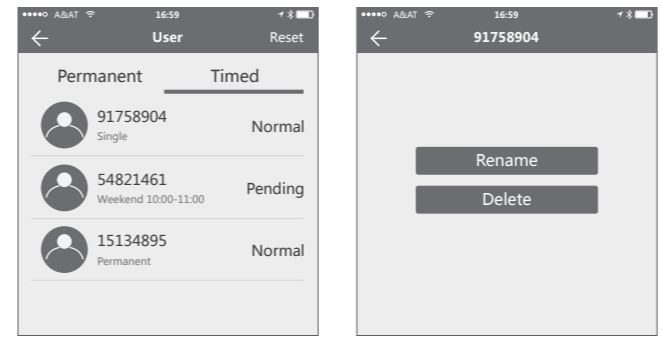 A&AT 16:59
User Reset
Permanent Timed
91758904
Single
Normal
54821461
Weekend 10:00-11:00
Pending
15134895
Permanent
Normal
A&AT 16:59
91758904
Rename
Delete